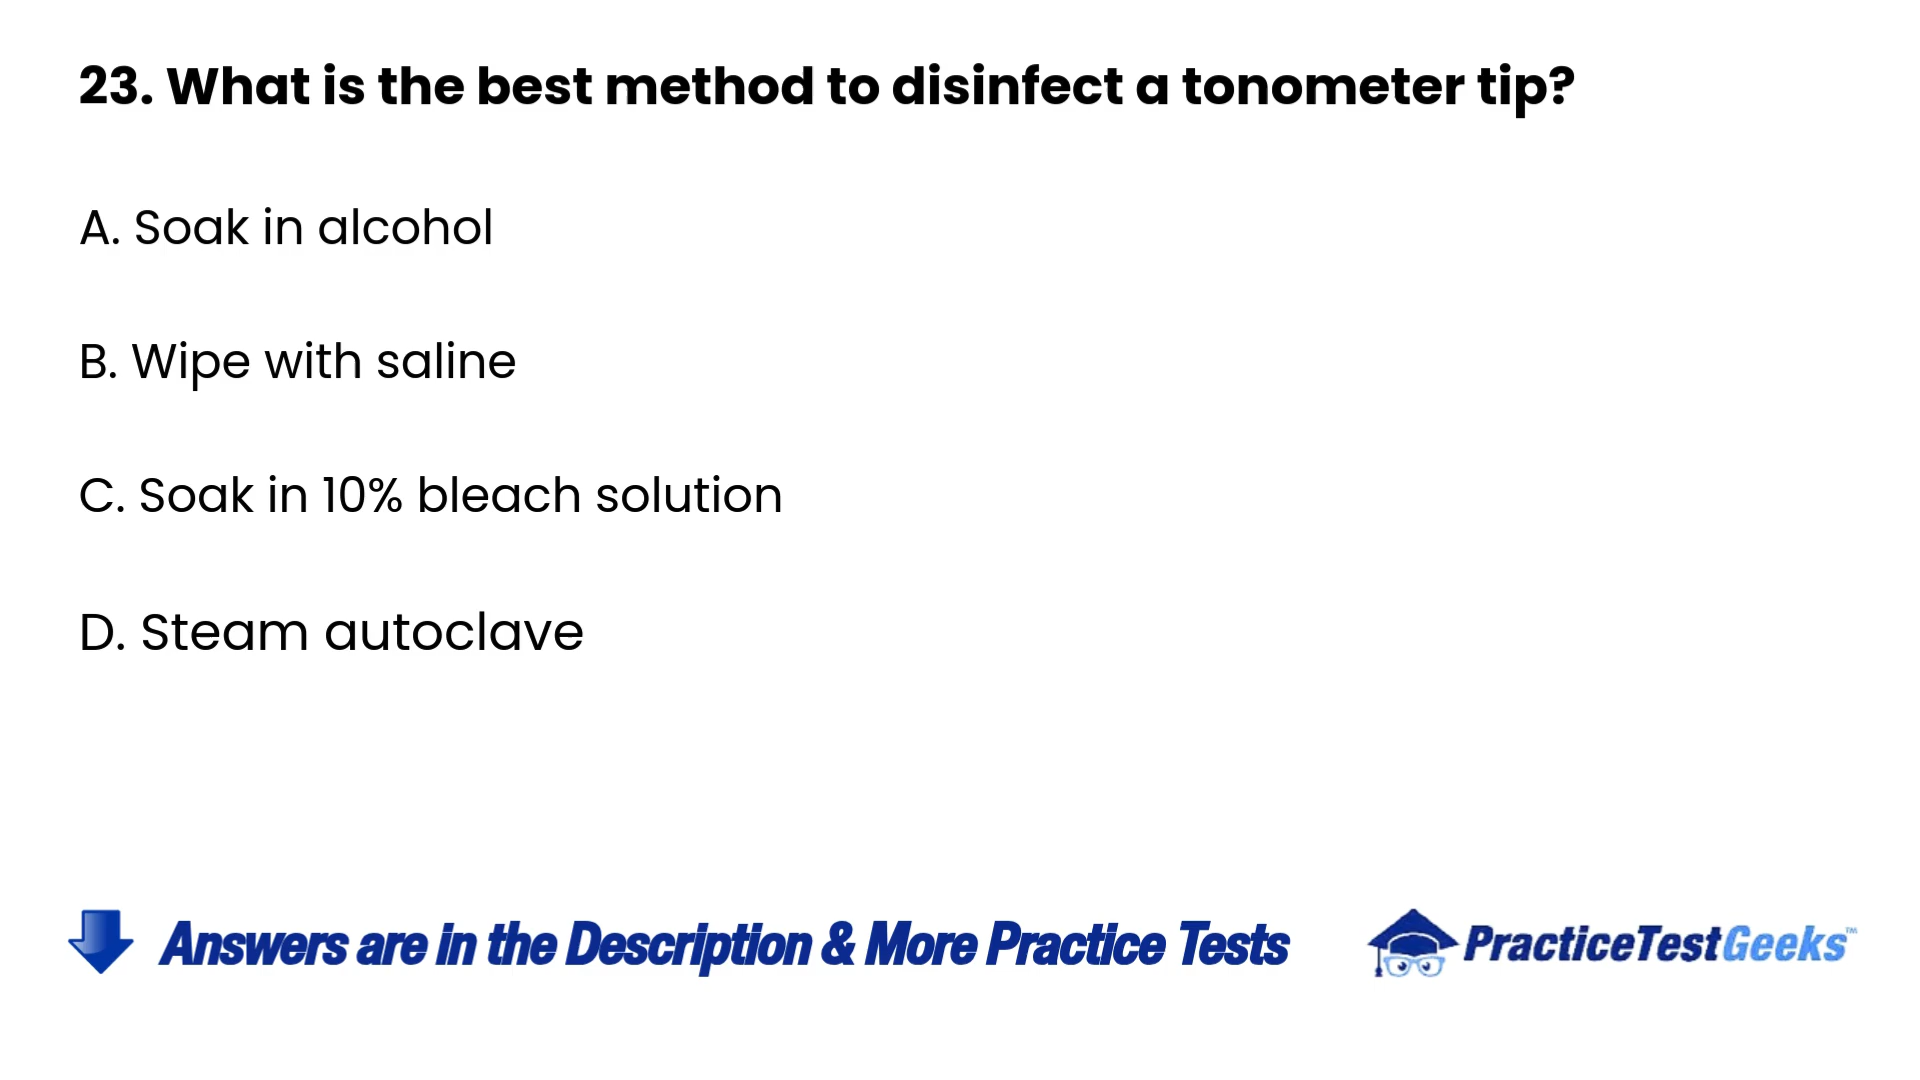 23. What is the best method to disinfect a tonometer tip?
A. Soak in alcohol
B. Wipe with saline
C. Soak in 10% bleach solution
D. Steam autoclave
Answers are in the Description & More Practice Tests
PracticeTestGeeks™